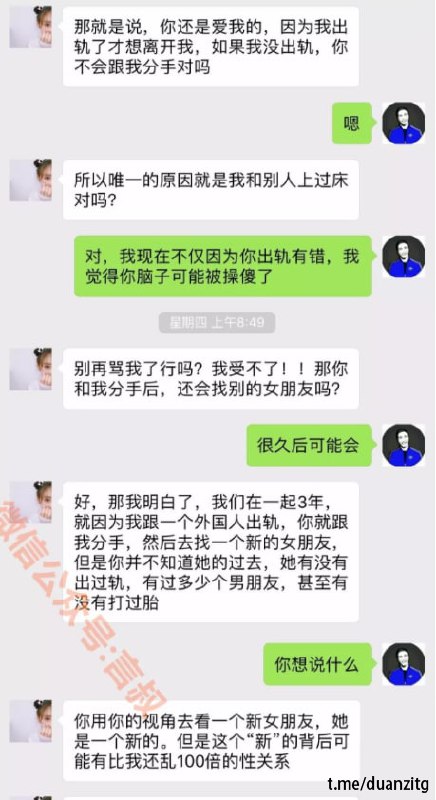 那就是说，你还是爱我的，因为我出
轨了才想离开我，如果我没出轨，你
不会跟我分手对吗
嗯
所以唯一的原因就是我和别人上过床
对吗?
对，我现在不仅因为你出轨有错，我
觉得你脑子可能被操傻了
星期四 上午8:49
别再骂我了行吗？我受不了！！那你
和我分手后，还会找别的女朋友吗?
很久后可能会
好，那我明白了，我们在一起3年，
就因为我跟一个外国人出轨，你就跟
我分手，然后去找一个新的女朋友，
但是你并不知道她的过去，她有没有
出过轨，有过多少个男朋友，甚至有
没有打过胎
微信公众号:言叔
你想说什么
你用你的视角去看一个新女朋友，她
是一个新的。但是这个“新”的背后可
能有比我还乱100倍的性关系
t.me/duanzitg